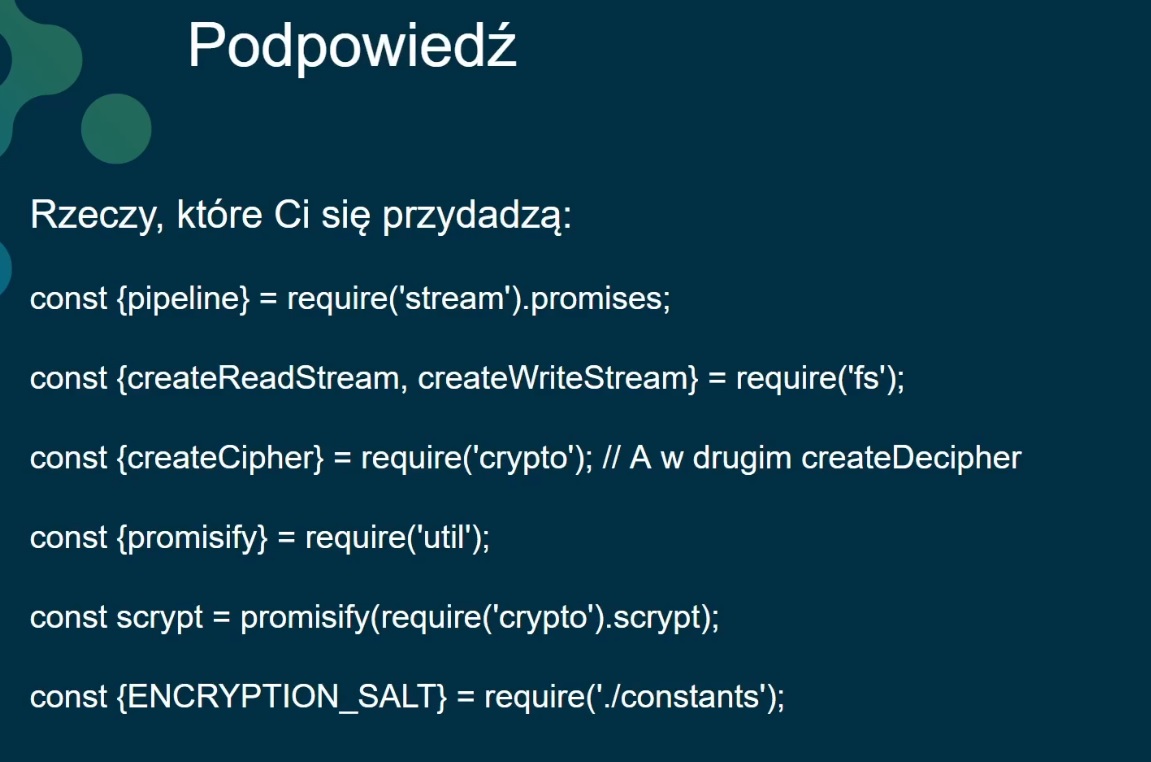 Podpowiedź
Rzeczy, które Ci się przydadzą:
const {pipeline} = require('stream').promises;
const {createReadStream, createWriteStream} = require('fs');
const {createCipher} = require('crypto'); // A w drugim createDecipher
const {promisify} = require('util');
const scrypt = promisify(require('crypto').scrypt);
const {ENCRYPTION_SALT} = require('./constants');